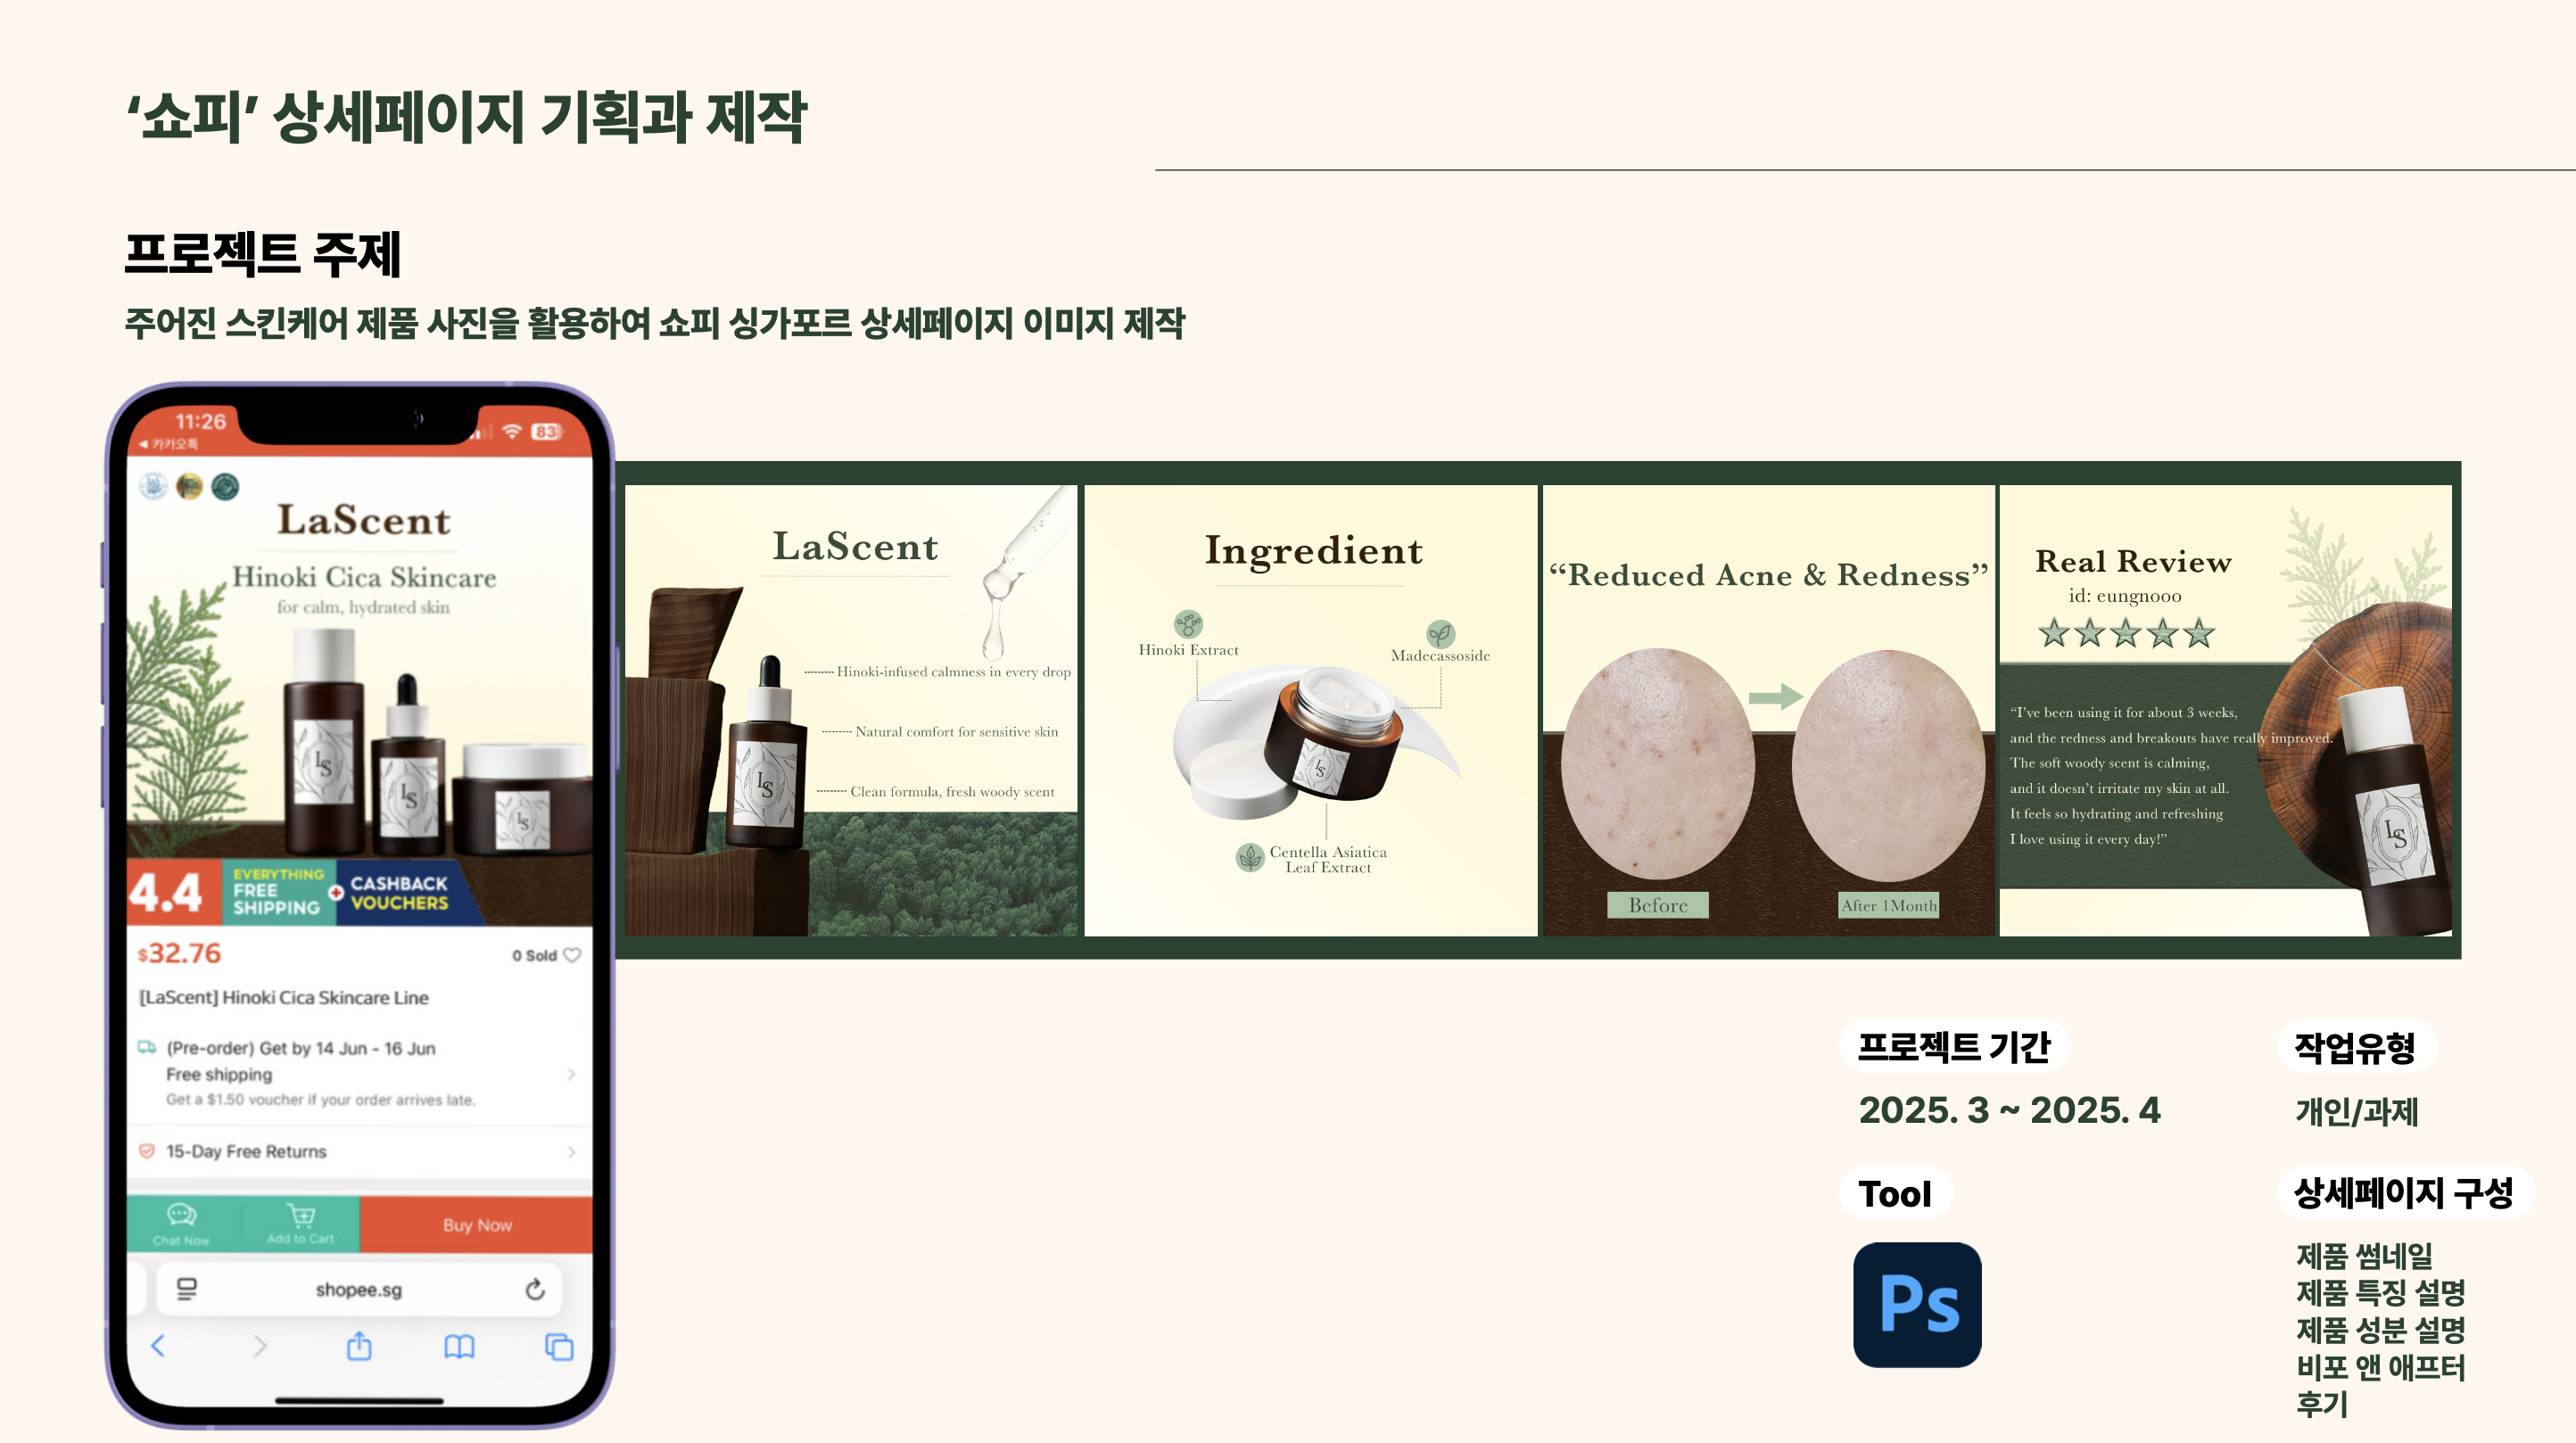 ‘쇼피’ 상세페이지 기획과 제작
프로젝트 주제
주어진 스킨케어 제품 사진을 활용하여 쇼피 싱가포르 상세페이지 이미지 제작
11:26
83
◀ 카카오톡
LaScent
Hinoki Cica Skincare
for calm, hydrated skin
LS
LS
LS
4.4
EVERYTHING
FREE
SHIPPING
+
CASHBACK
VOUCHERS
$32.76
0 Sold
[LaScent] Hinoki Cica Skincare Line
(Pre-order) Get by 14 Jun - 16 Jun
Free shipping
Get a $1.50 voucher if your order arrives late.
15-Day Free Returns
Chat Now
Add to Cart
Buy Now
shopee.sg
LaScent
Hinoki-infused calmness in every drop
Natural comfort for sensitive skin
Clean formula, fresh woody scent
LS
Ingredient
Hinoki Extract
Madecassoside
LS
Centella Asiatica
Leaf Extract
“Reduced Acne & Redness”
Before
After 1Month
Real Review
id: eungnooo
“I’ve been using it for about 3 weeks,
and the redness and breakouts have really improved.
The soft woody scent is calming,
and it doesn’t irritate my skin at all.
It feels so hydrating and refreshing
I love using it every day!”
LS
프로젝트 기간
2025. 3 ~ 2025. 4
작업유형
개인/과제
Tool
Ps
상세페이지 구성
제품 썸네일
제품 특징 설명
제품 성분 설명
비포 앤 애프터
후기